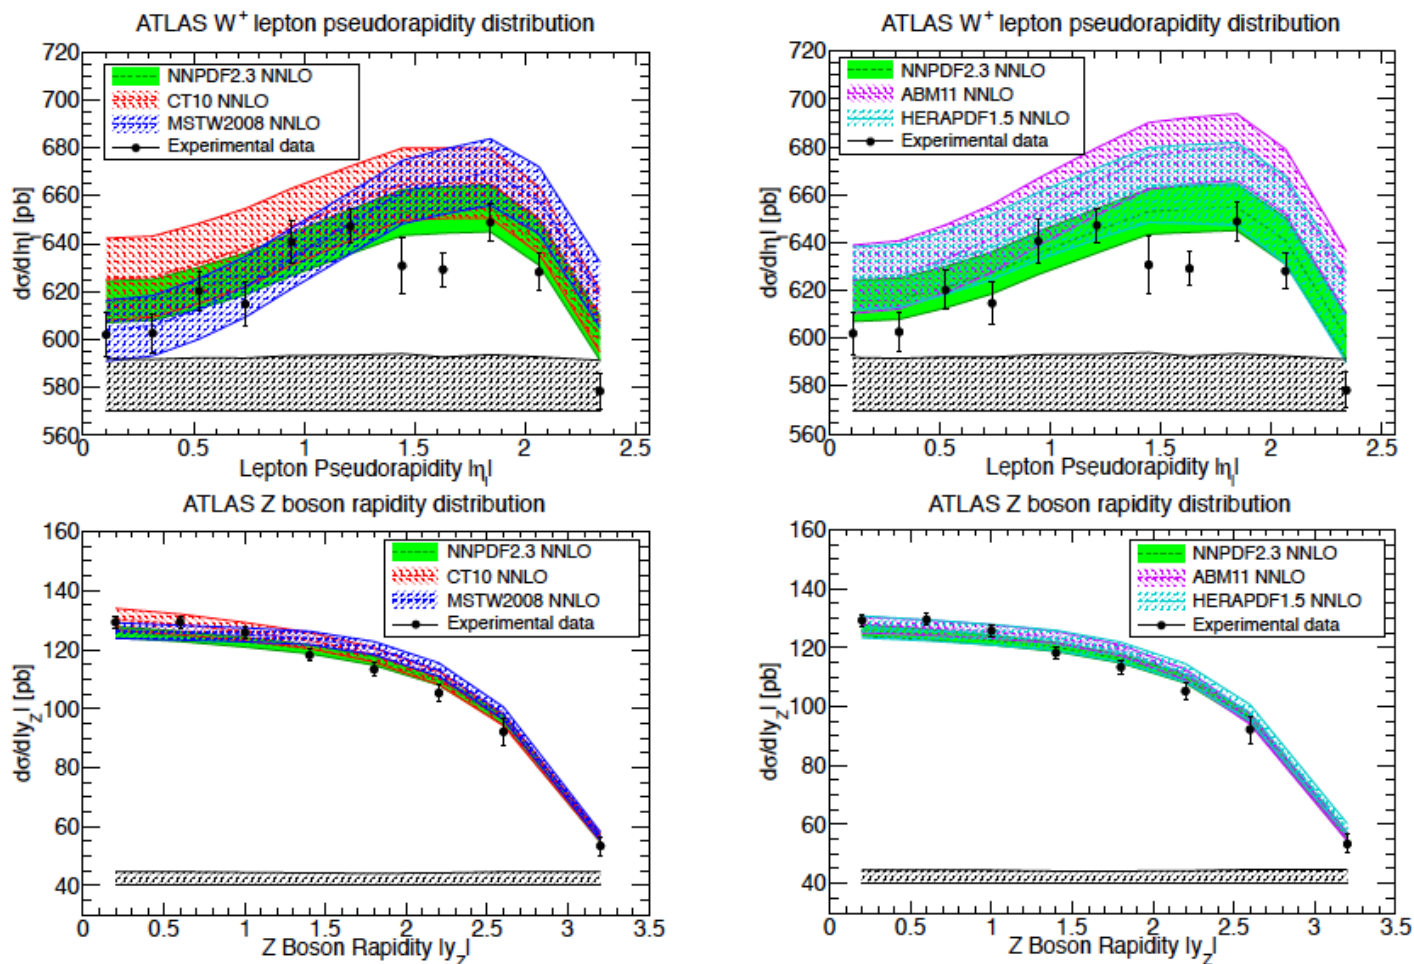 ATLAS W+ lepton pseudorapidity distribution
720
700
680
660
640
620
600
580
560
dσ/d|η_l| [pb]
NNPDF2.3 NNLO
CT10 NNLO
MSTW2008 NNLO
Experimental data
0 0.5 1 1.5 2 2.5
Lepton Pseudorapidity |η_l|
ATLAS W+ lepton pseudorapidity distribution
720
700
680
660
640
620
600
580
560
dσ/d|η_l| [pb]
NNPDF2.3 NNLO
ABM11 NNLO
HERAPDF1.5 NNLO
Experimental data
0 0.5 1 1.5 2 2.5
Lepton Pseudorapidity |η_l|
ATLAS Z boson rapidity distribution
160
140
120
100
80
60
40
dσ/d|y_Z| [pb]
NNPDF2.3 NNLO
CT10 NNLO
MSTW2008 NNLO
Experimental data
0 0.5 1 1.5 2 2.5 3 3.5
Z Boson Rapidity |y_Z|
ATLAS Z boson rapidity distribution
160
140
120
100
80
60
40
dσ/d|y_Z| [pb]
NNPDF2.3 NNLO
ABM11 NNLO
HERAPDF1.5 NNLO
Experimental data
0 0.5 1 1.5 2 2.5 3 3.5
Z Boson Rapidity |y_Z|